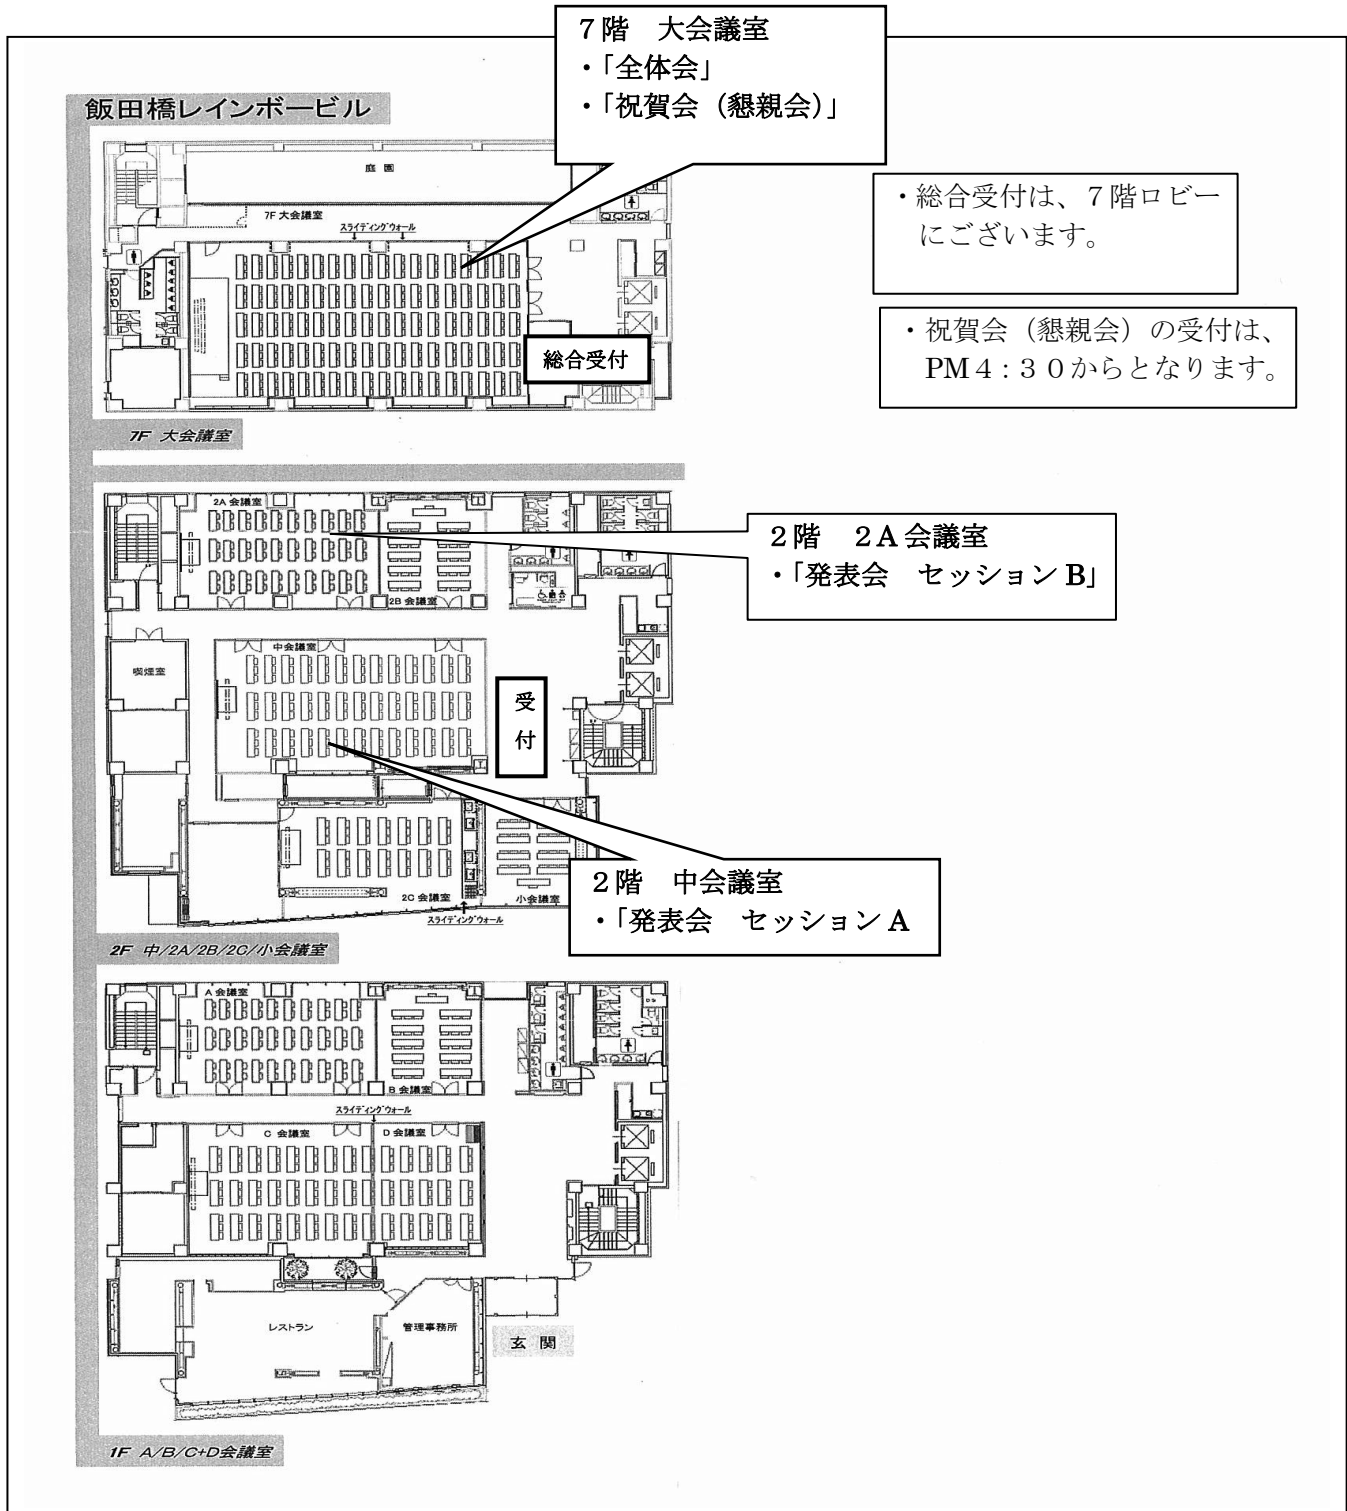 7階　大会議室
・「全体会」
・「祝賀会（懇親会）」
飯田橋レインボービル
庭園
7F 大会議室
スライディングウォール
総合受付
7F 大会議室
・総合受付は、７階ロビー
にございます。
・祝賀会（懇親会）の受付は、
PM４：３０からとなります。
2A 会議室
2B 会議室
2階　2A 会議室
・「発表会　セッション B」
中会議室
喫煙室
受
付
2階　中会議室
・「発表会　セッション A
2C 会議室
小会議室
スライディングウォール
2F 中/2A/2B/2C/小会議室
A 会議室
B 会議室
スライディングウォール
C 会議室
D 会議室
レストラン
管理事務所
玄関
1F A/B/C+D会議室